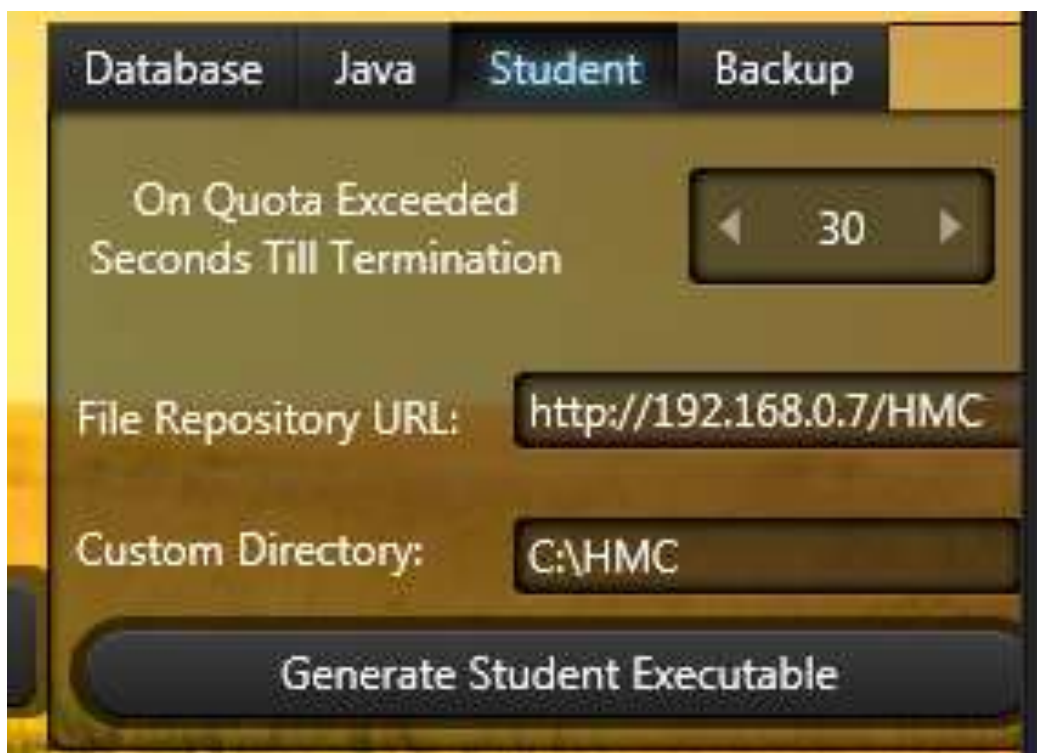 Database Java Student Backup
On Quota Exceeded
Seconds Till Termination
30
File Repository URL: http://192.168.0.7/HMC
Custom Directory: C:\HMC
Generate Student Executable